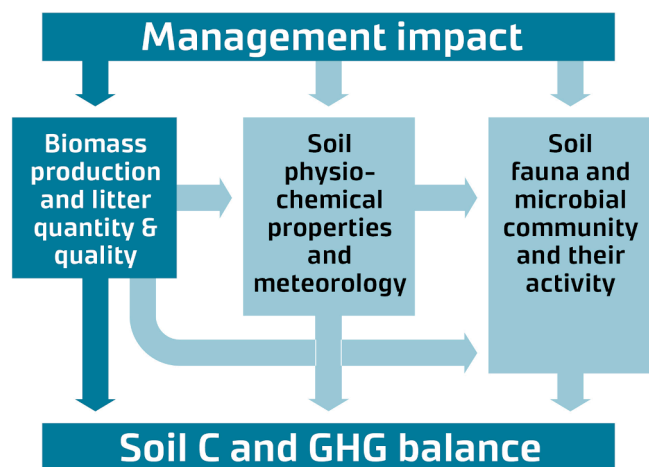 Management impact
Biomass
production
and litter
quantity &
quality
Soil
physio-
chemical
properties
and
meteorology
Soil
fauna and
microbial
community
and their
activity
Soil C and GHG balance